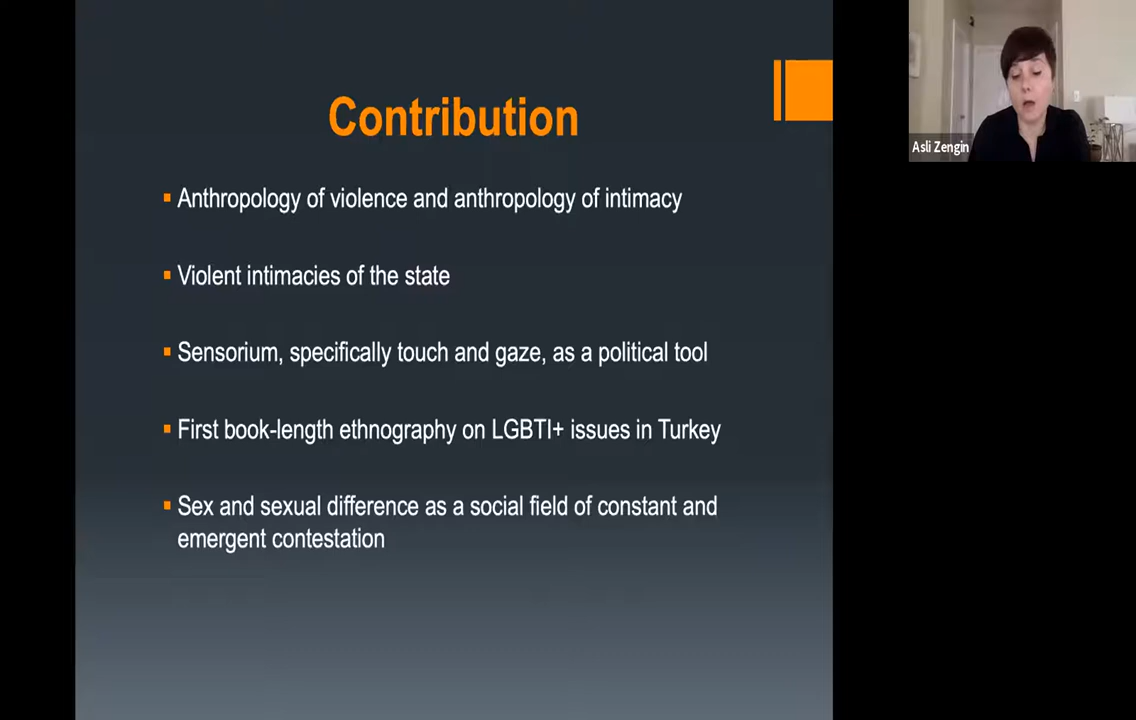 Contribution
Anthropology of violence and anthropology of intimacy
Violent intimacies of the state
Sensorium, specifically touch and gaze, as a political tool
First book-length ethnography on LGBTI+ issues in Turkey
Sex and sexual difference as a social field of constant and
emergent contestation
Asli Zengin